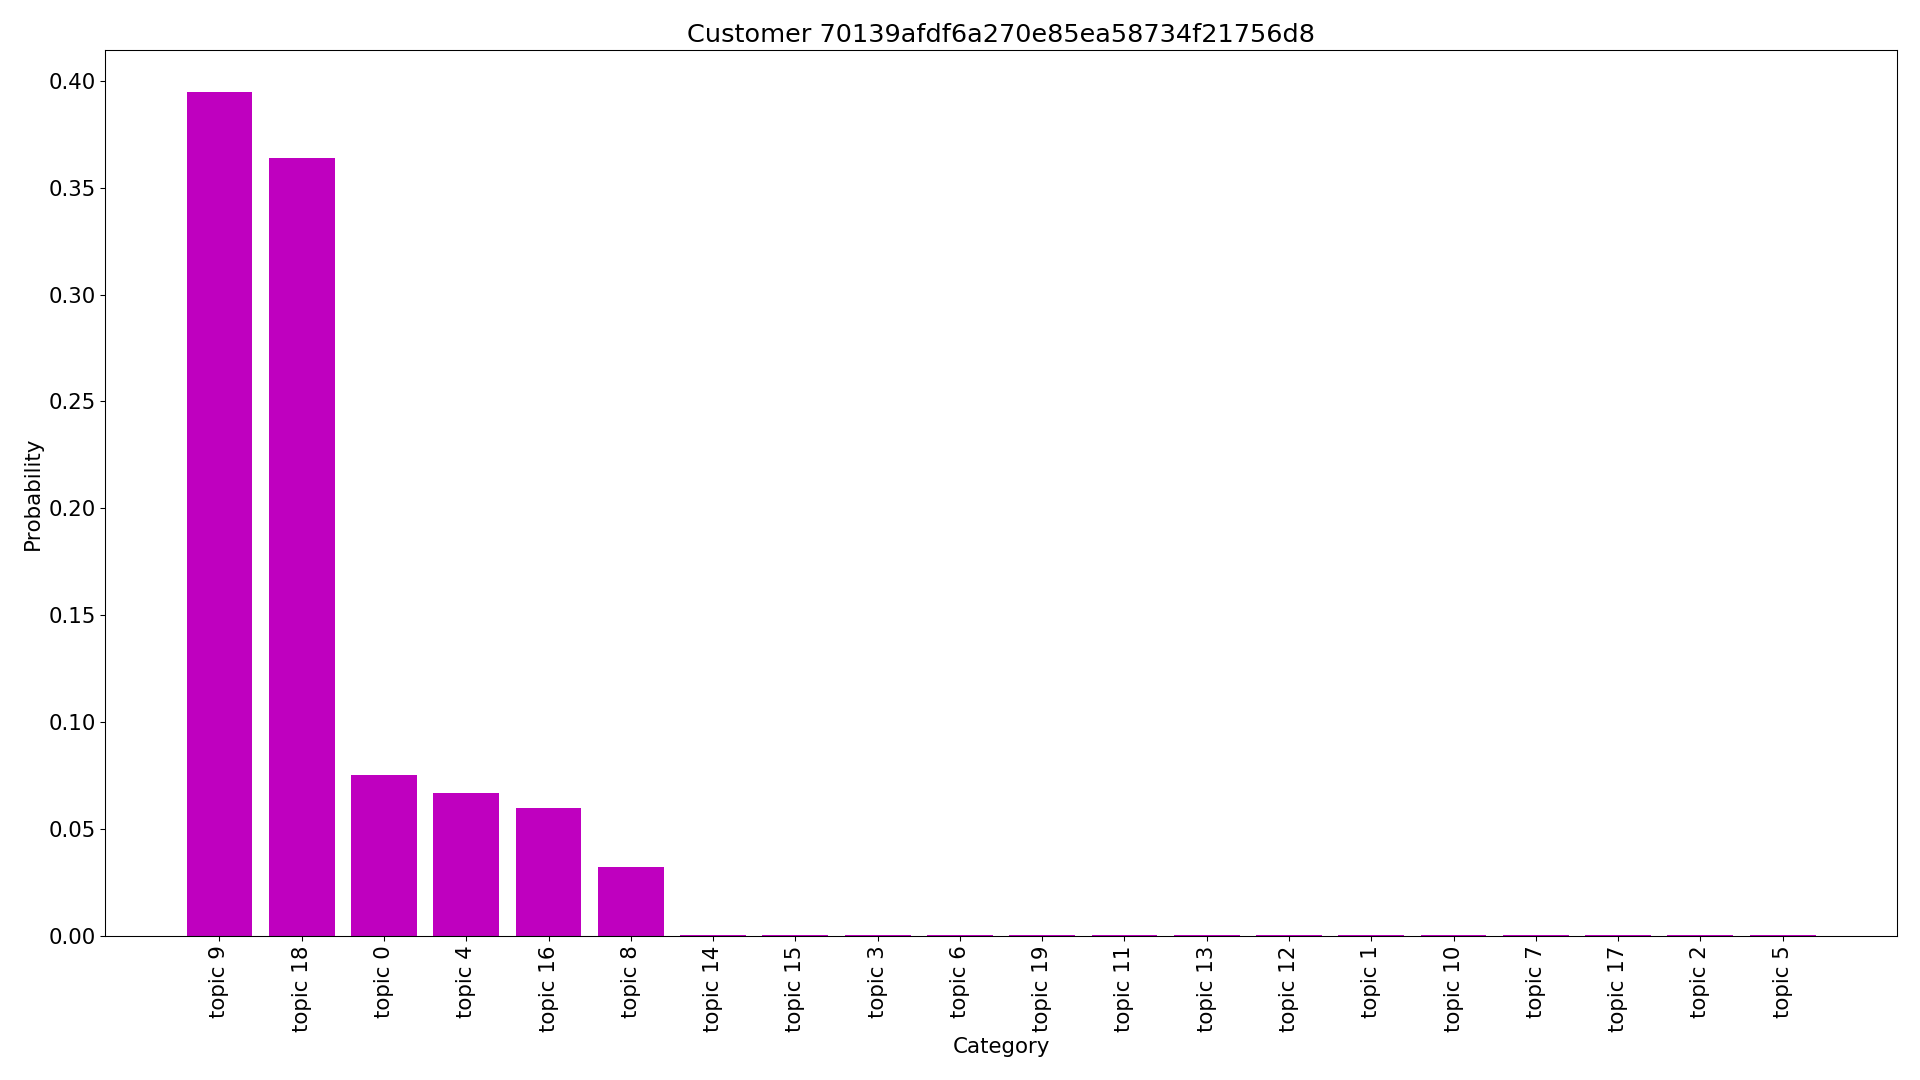 Customer 70139afdf6a270e85ea58734f21756d8
0.40
0.35
0.30
0.25
0.20
0.15
0.10
0.05
0.00
Probability
topic 9
topic 18
topic 0
topic 4
topic 16
topic 8
topic 14
topic 15
topic 3
topic 6
topic 19
topic 11
topic 13
topic 12
topic 1
topic 10
topic 7
topic 17
topic 2
topic 5
Category